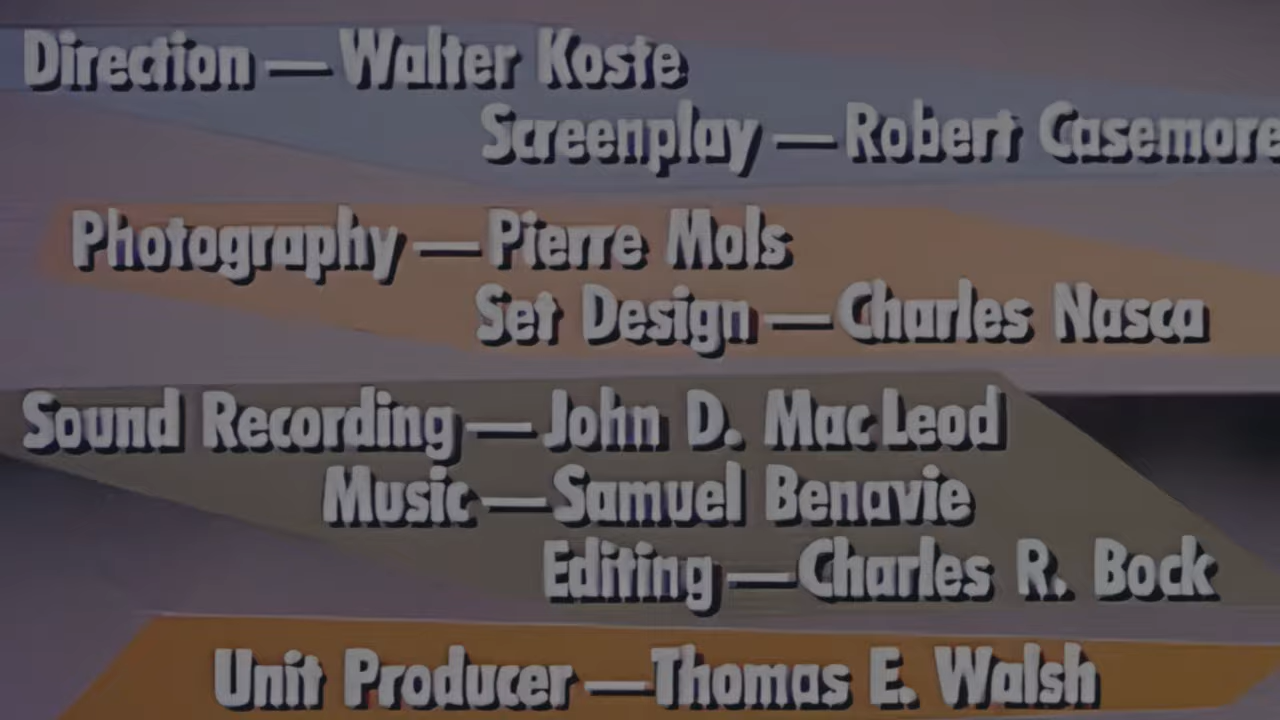 Direction — Walter Koste
Screenplay — Robert Casemore
Photography — Pierre Mols
Set Design — Charles Nasca
Sound Recording — John D. MacLeod
Music — Samuel Benavie
Editing — Charles R. Bock
Unit Producer — Thomas E. Walsh